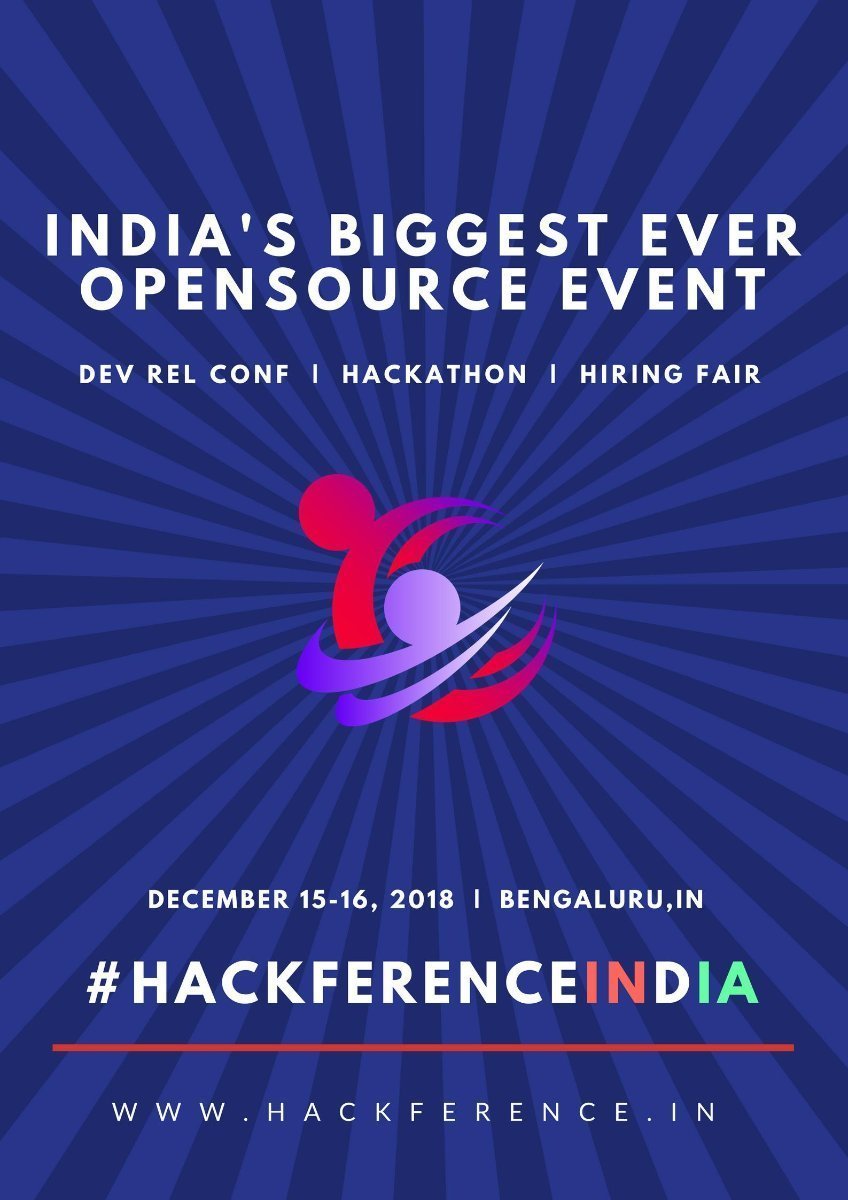 INDIA'S BIGGEST EVER
OPENSOURCE EVENT
DEV REL CONF | HACKATHON | HIRING FAIR
DECEMBER 15-16, 2018 | BENGALURU,IN
#HACKFERENCEINDIA
WWW.HACKFERENCE.IN